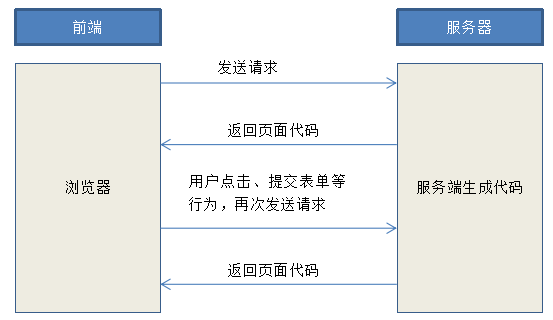 前端
服务器
发送请求
返回页面代码
浏览器
用户点击、提交表单等
行为，再次发送请求
服务端生成代码
返回页面代码